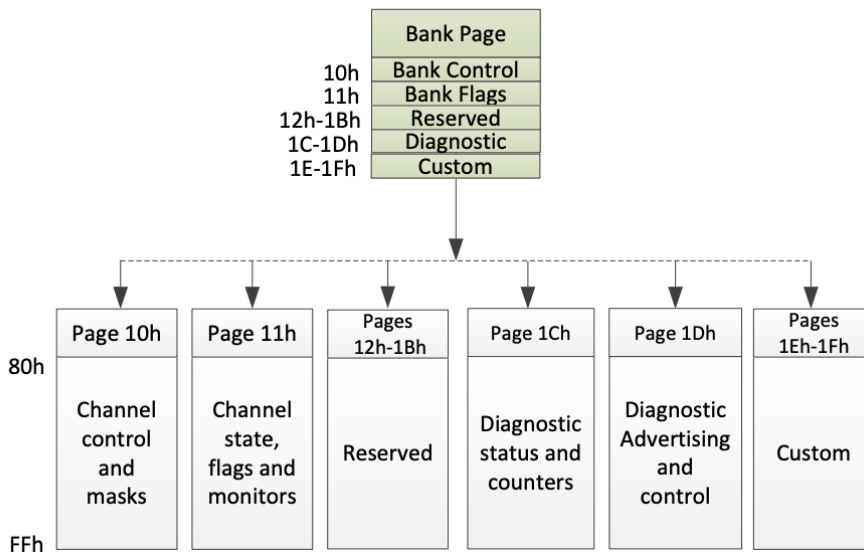 Bank Page
10h
Bank Control
11h
Bank Flags
12h-1Bh
Reserved
1C-1Dh
Diagnostic
1E-1Fh
Custom
Page 10h
Page 11h
Pages
12h-1Bh
Page 1Ch
Page 1Dh
Pages
1Eh-1Fh
80h
Channel
control
and
masks
Channel
state,
flags and
monitors
Reserved
Diagnostic
status and
counters
Diagnostic
Advertising
and
control
Custom
FFh